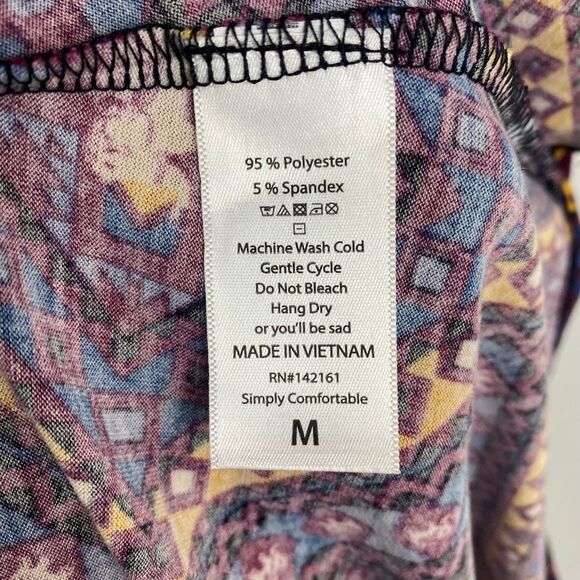 95 % Polyester
5 % Spandex
Machine Wash Cold
Gentle Cycle
Do Not Bleach
Hang Dry
or you'll be sad
MADE IN VIETNAM
RN#142161
Simply Comfortable
M